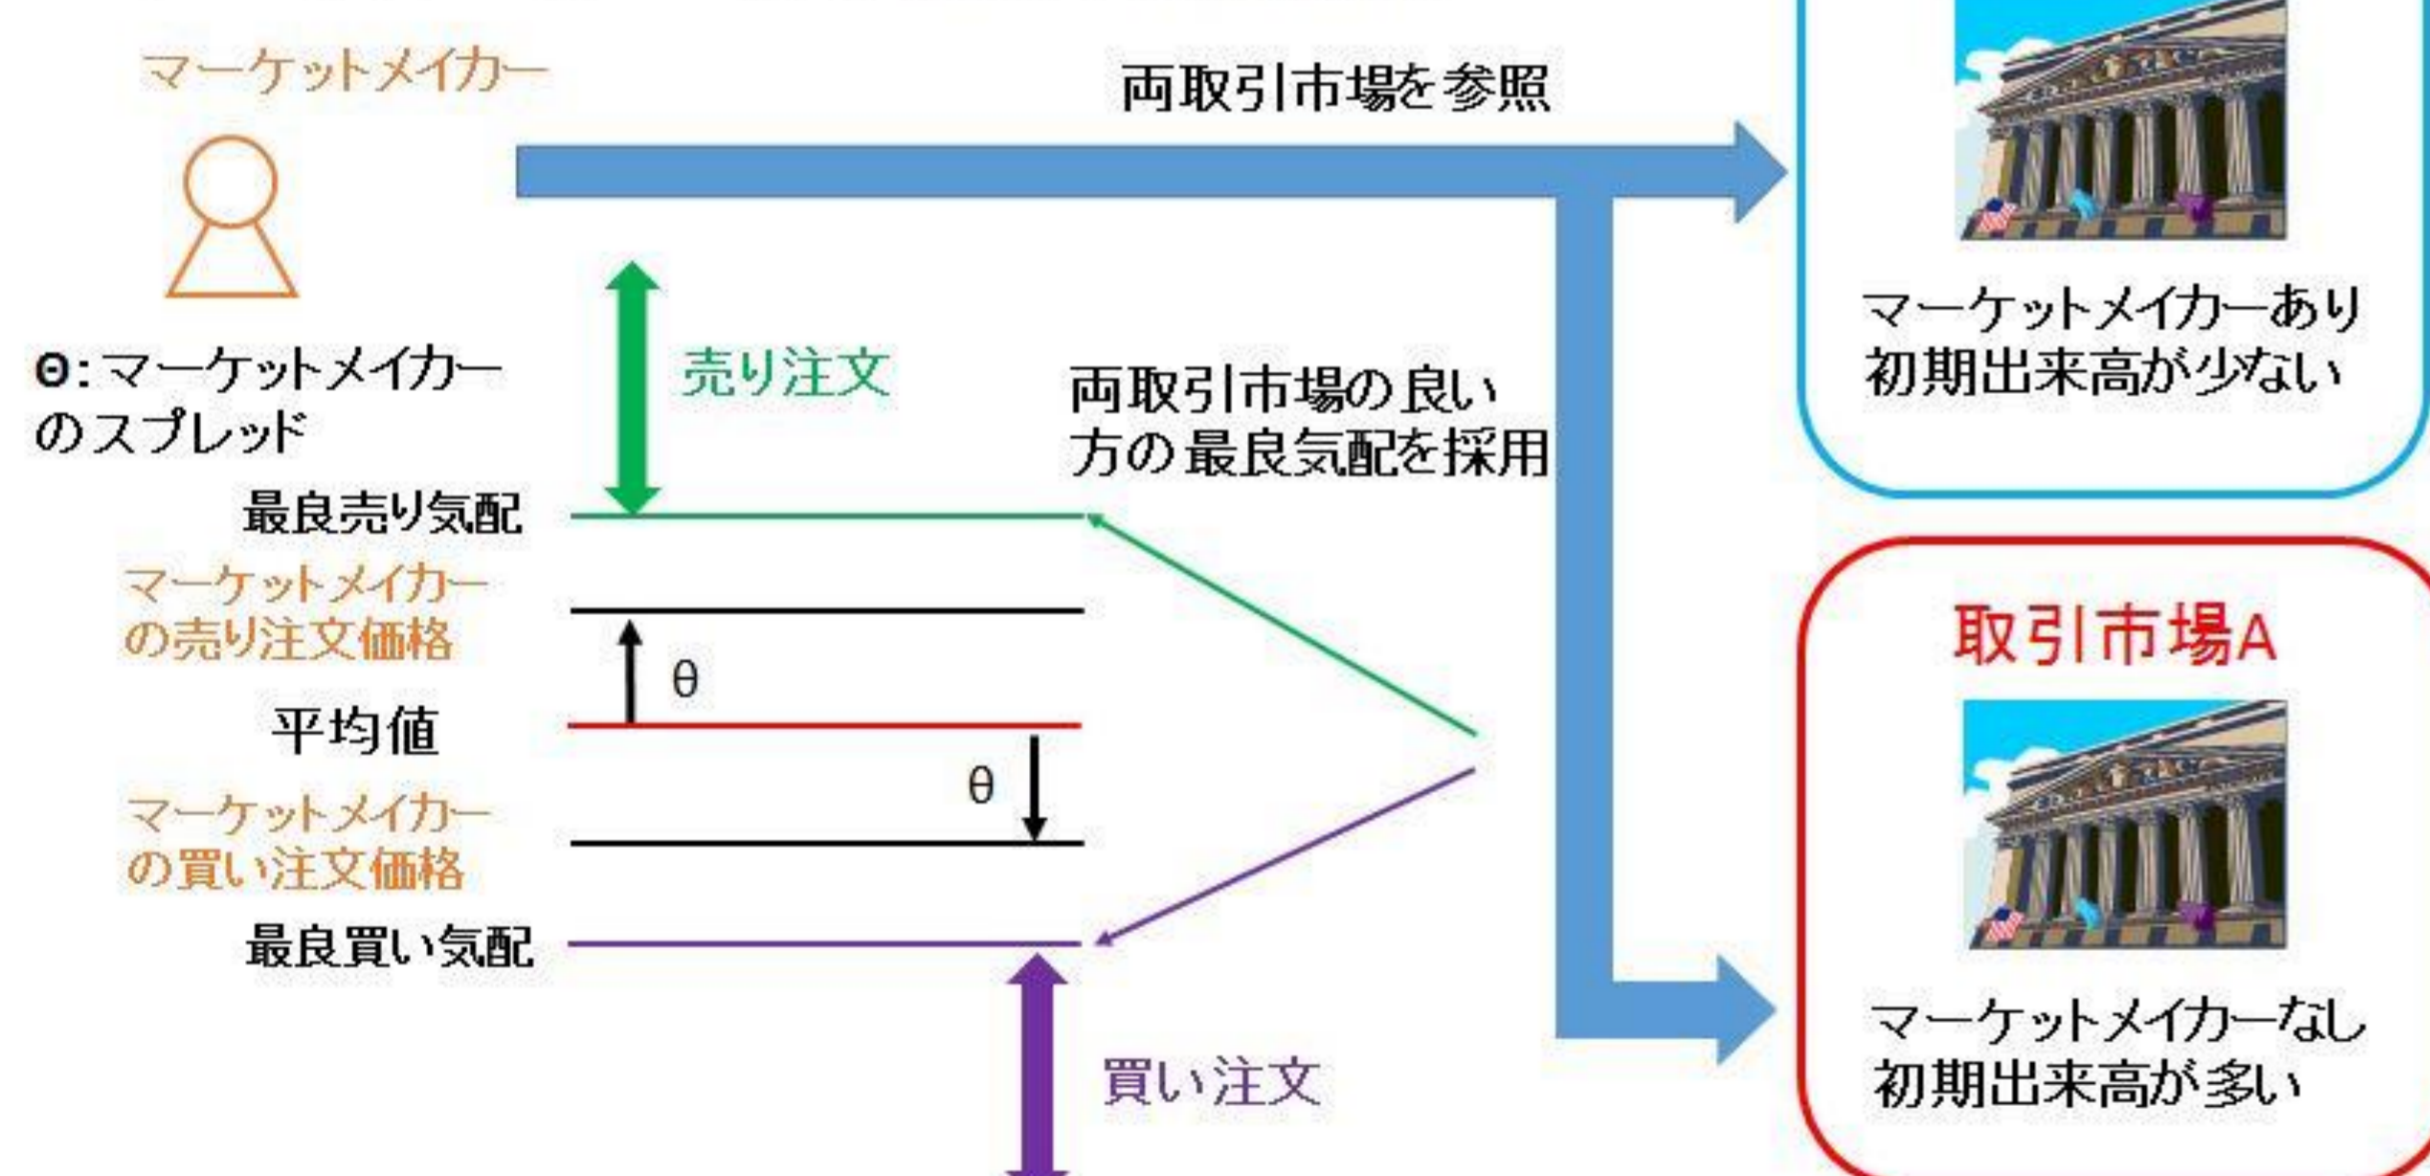 マーケットメイカー
両取引市場を参照
マーケットメイカーあり
初期出来高が少ない
Θ:マーケットメイカー
のスプレッド
売り注文
両取引市場の良い
方の最良気配を採用
最良売り気配
マーケットメイカー
の売り注文価格
θ
平均値
θ
マーケットメイカー
の買い注文価格
最良買い気配
買い注文
取引市場A
マーケットメイカーなし
初期出来高が多い